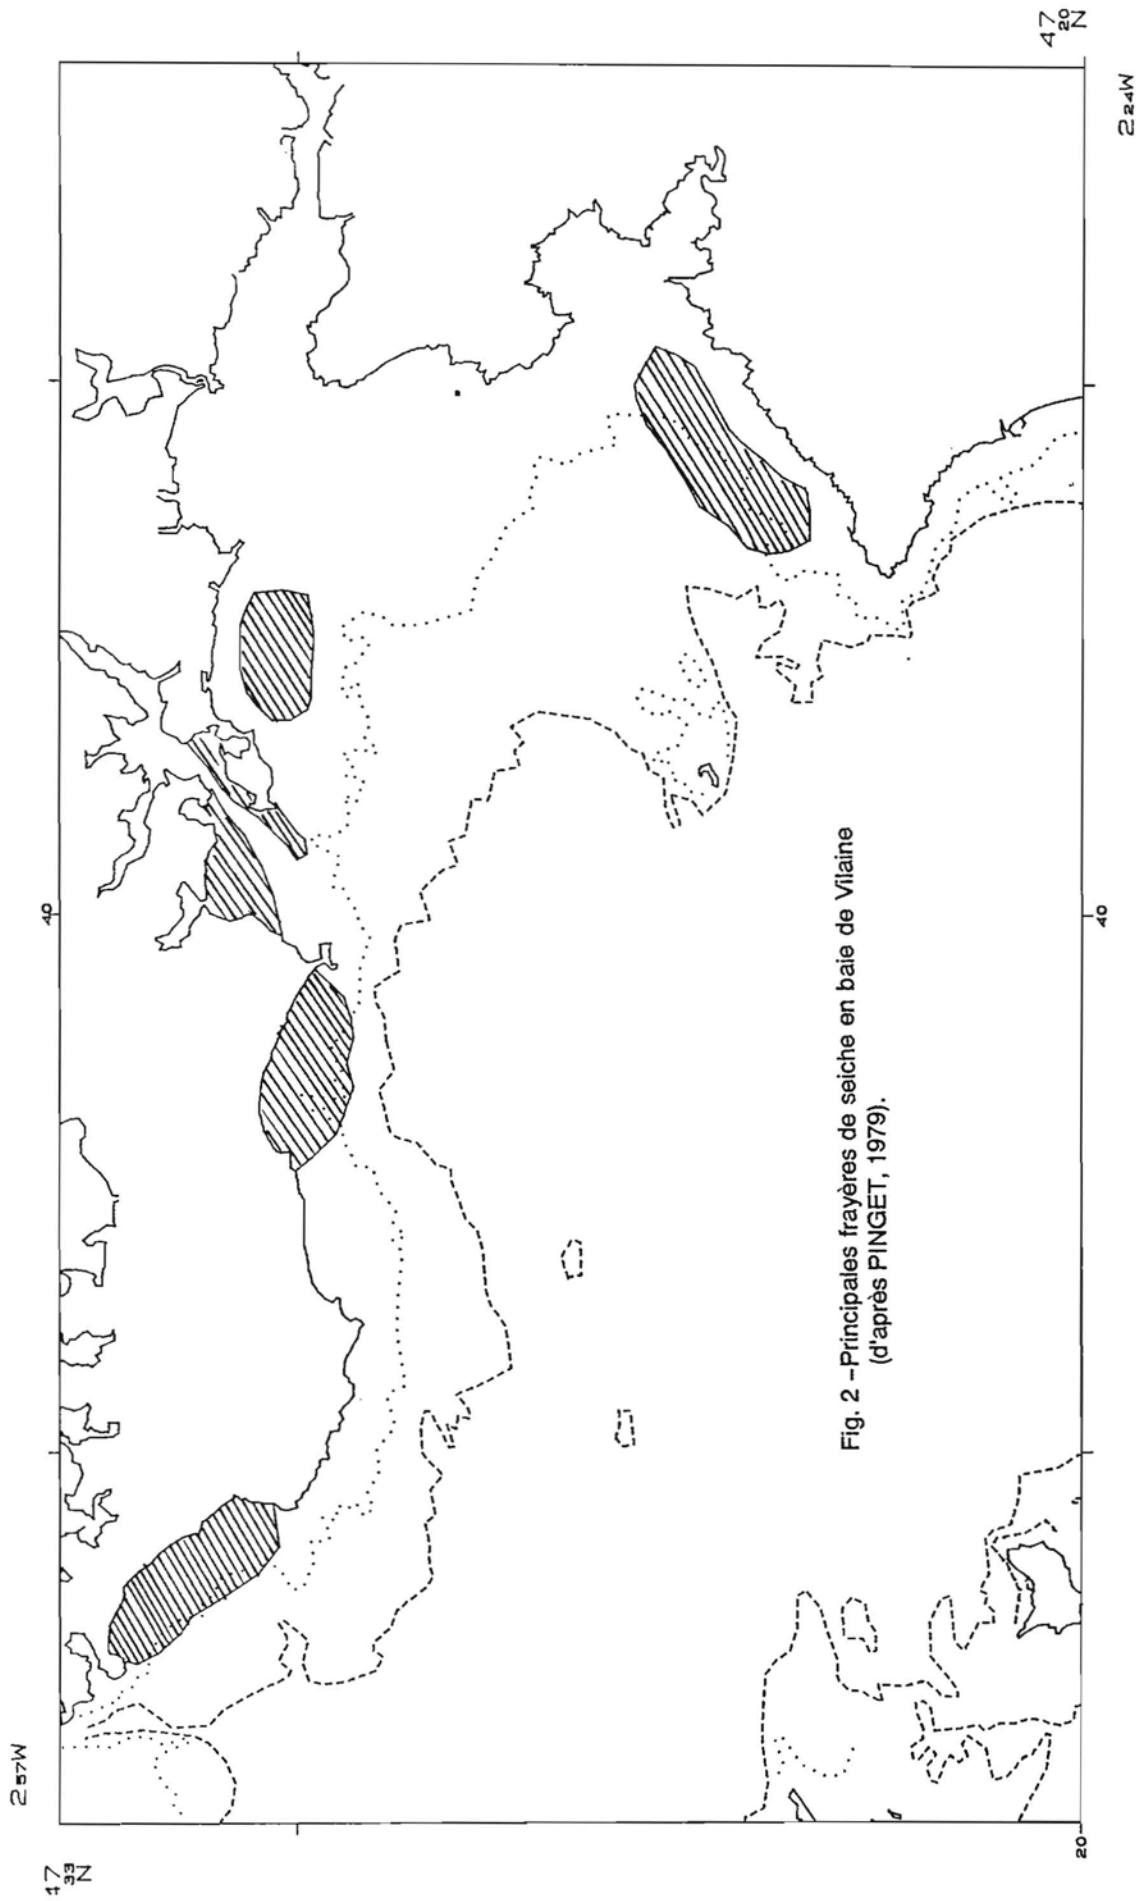 2 57W
47
33
N
40
40
20
47
20
N
2 24W
Fig. 2 –Principales frayères de seiche en baie de Vilaine
(d'après PINGET, 1979).